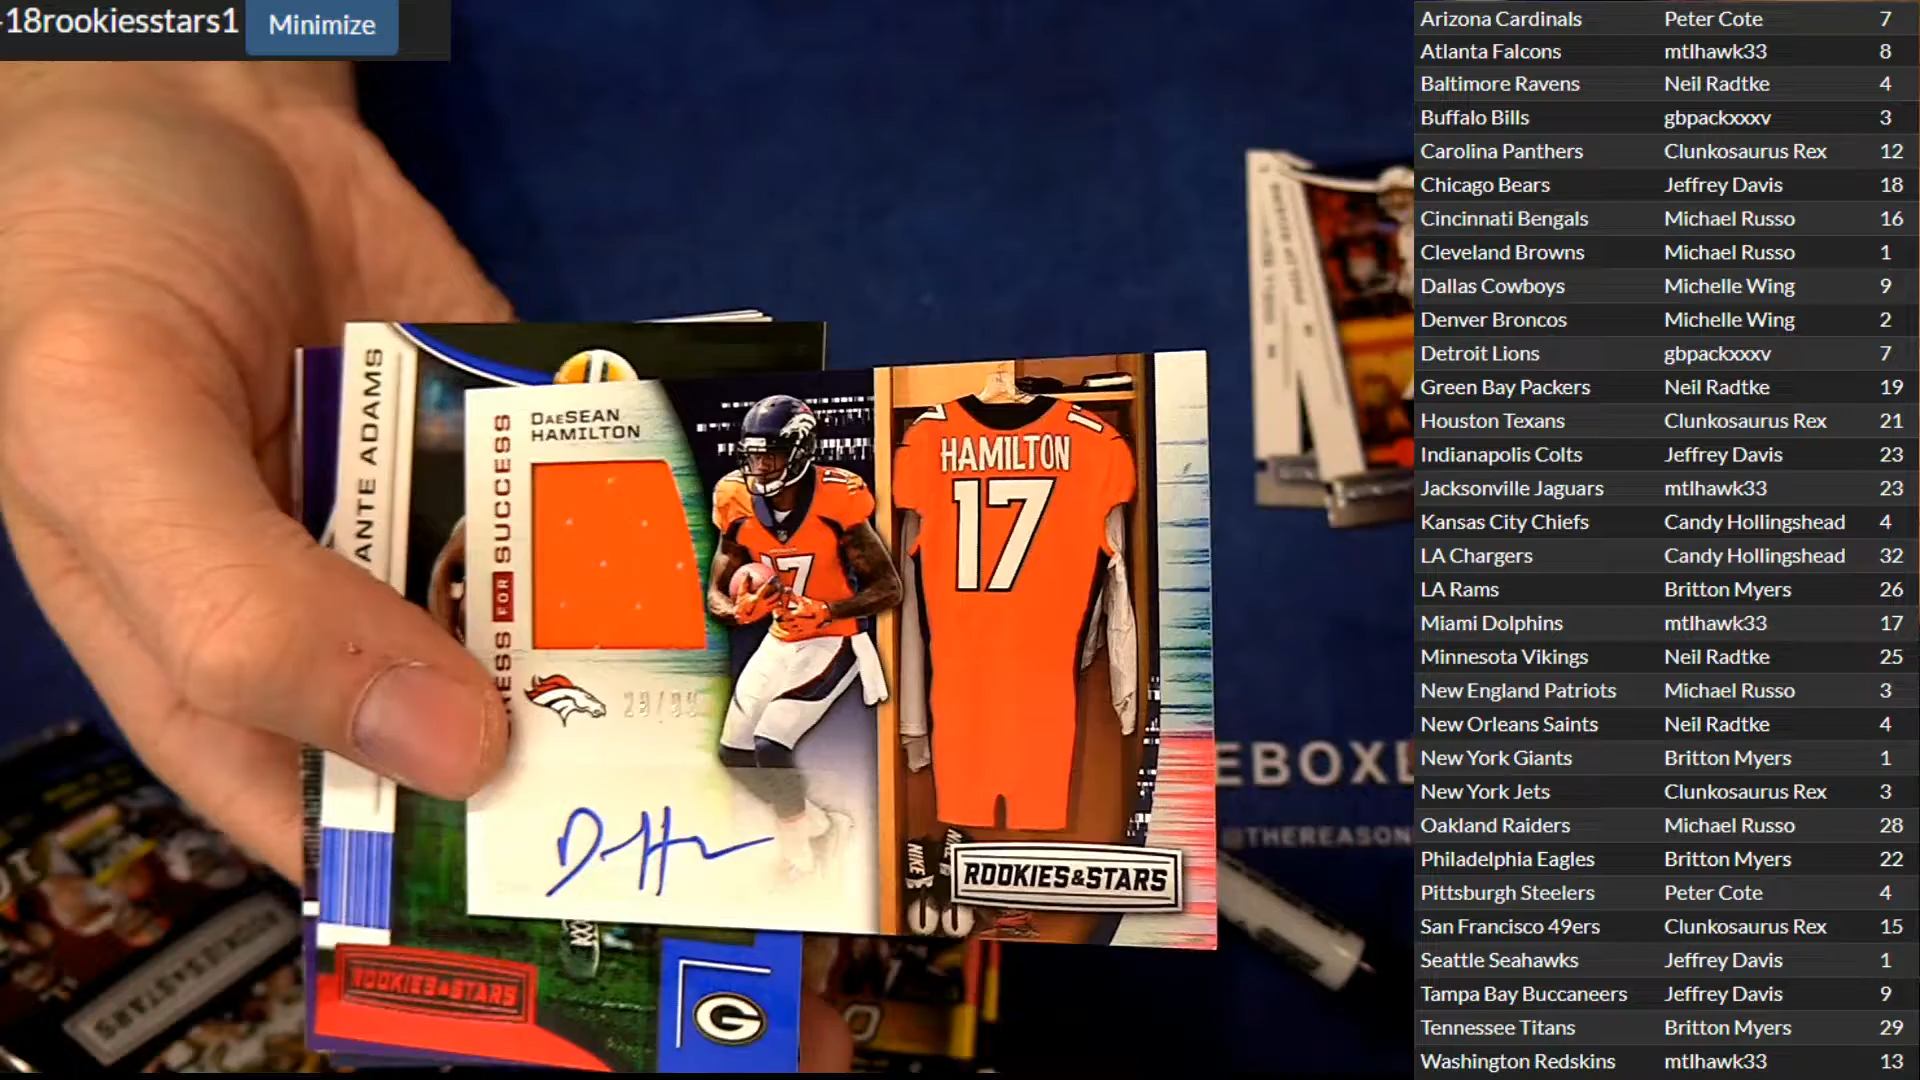 -18rookiesstars1
Minimize
ANTE ADAMS
DAESEAN
HAMILTON
FOR SUCCESS
17
HAMILTON
17
NIKE
ROOKIES&STARS
ROOKIES&STARS
G
ROOKIES&STARS
EBOX
@THEREASON
Arizona Cardinals Peter Cote 7
Atlanta Falcons mtlhawk33 8
Baltimore Ravens Neil Radtke 4
Buffalo Bills gbpackxxxv 3
Carolina Panthers Clunkosaurus Rex 12
Chicago Bears Jeffrey Davis 18
Cincinnati Bengals Michael Russo 16
Cleveland Browns Michael Russo 1
Dallas Cowboys Michelle Wing 9
Denver Broncos Michelle Wing 2
Detroit Lions gbpackxxxv 7
Green Bay Packers Neil Radtke 19
Houston Texans Clunkosaurus Rex 21
Indianapolis Colts Jeffrey Davis 23
Jacksonville Jaguars mtlhawk33 23
Kansas City Chiefs Candy Hollingshead 4
LA Chargers Candy Hollingshead 32
LA Rams Britton Myers 26
Miami Dolphins mtlhawk33 17
Minnesota Vikings Neil Radtke 25
New England Patriots Michael Russo 3
New Orleans Saints Neil Radtke 4
New York Giants Britton Myers 1
New York Jets Clunkosaurus Rex 3
Oakland Raiders Michael Russo 28
Philadelphia Eagles Britton Myers 22
Pittsburgh Steelers Peter Cote 4
San Francisco 49ers Clunkosaurus Rex 15
Seattle Seahawks Jeffrey Davis 1
Tampa Bay Buccaneers Jeffrey Davis 9
Tennessee Titans Britton Myers 29
Washington Redskins mtlhawk33 13